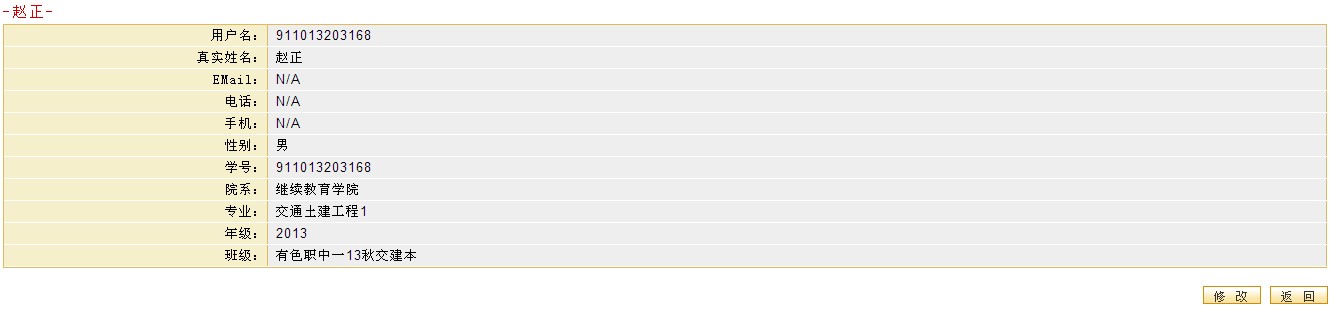 -赵正-
用户名： 911013203168
真实姓名： 赵正
EMail： N/A
电话： N/A
手机： N/A
性别： 男
学号： 911013203168
院系： 继续教育学院
专业： 交通土建工程1
年级： 2013
班级： 有色职中一13秋交建本
修 改 返 回